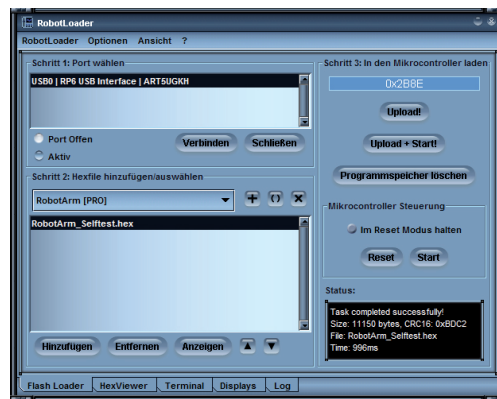 RobotLoader
RobotLoader Optionen Ansicht ?
Schritt 1: Port wählen
USB0 | RP6 USB Interface | ART5UGKH
Port Offen
Aktiv
Verbinden
Schließen
Schritt 2: Hexfile hinzufügen/auswählen
RobotArm [PRO]
RobotArm_Selftest.hex
Hinzufügen
Entfernen
Anzeigen
Schritt 3: In den Mikrocontroller laden
0x2B8E
Upload!
Upload + Start!
Programmspeicher löschen
Mikrocontroller Steuerung
Im Reset Modus halten
Reset
Start
Status:
Task completed successfully!
Size: 11150 bytes, CRC16: 0xBDC2
File: RobotArm_Selftest.hex
Time: 996ms
Flash Loader HexViewer Terminal Displays Log